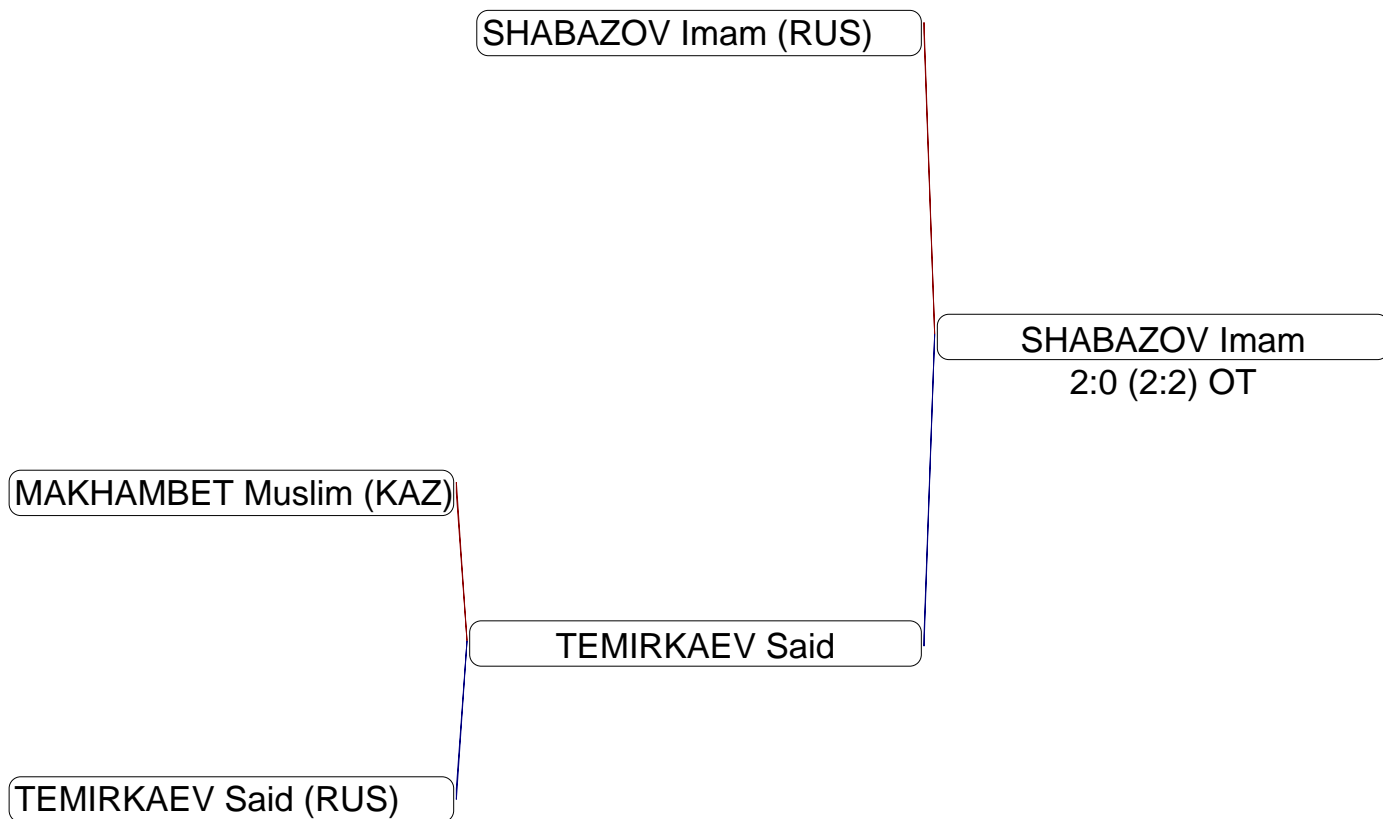 SHABAZOV Imam (RUS)
SHABAZOV Imam
2:0 (2:2) OT
MAKHAMBET Muslim (KAZ)
TEMIRKAEV Said
TEMIRKAEV Said (RUS)